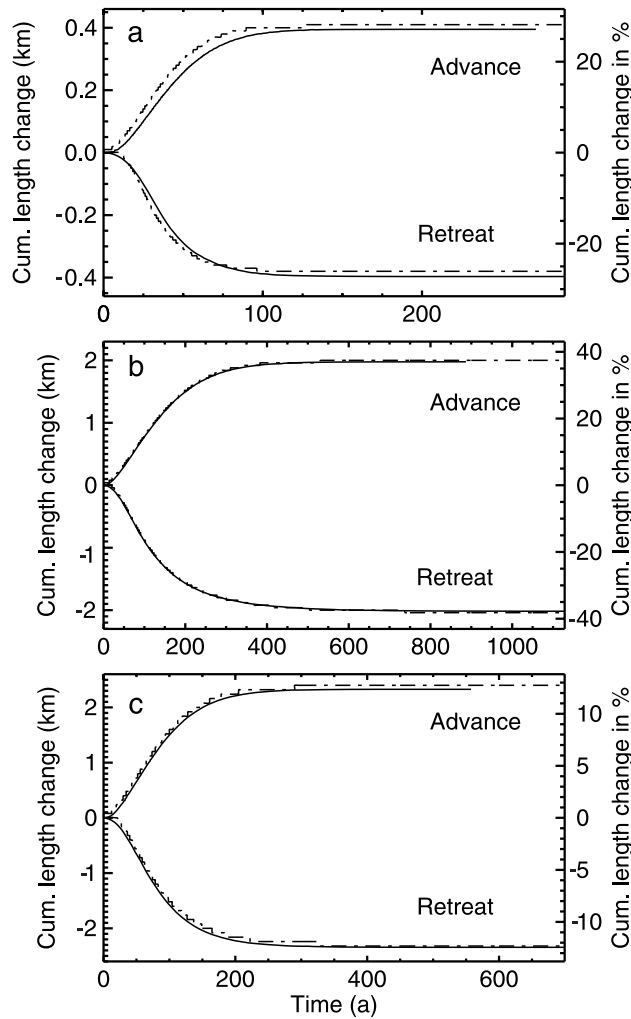 a
Cum. length change (km)
0.4
0.2
0.0
-0.2
-0.4
Advance
Retreat
20
0
-20
Cum. length change in %
0
100
200
b
Cum. length change (km)
2
1
0
-1
-2
Advance
Retreat
40
20
0
-20
-40
Cum. length change in %
0
200
400
600
800
1000
c
Cum. length change (km)
2
1
0
-1
-2
Advance
Retreat
10
5
0
-5
-10
Cum. length change in %
0
200
400
600
Time (a)